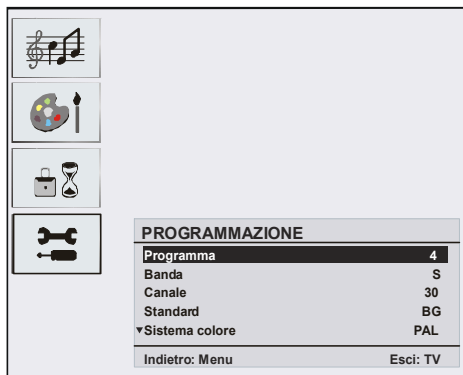 PROGRAMMAZIONE
Programma 4
Banda S
Canale 30
Standard BG
▾Sistema colore PAL
Indietro: Menu Esci: TV